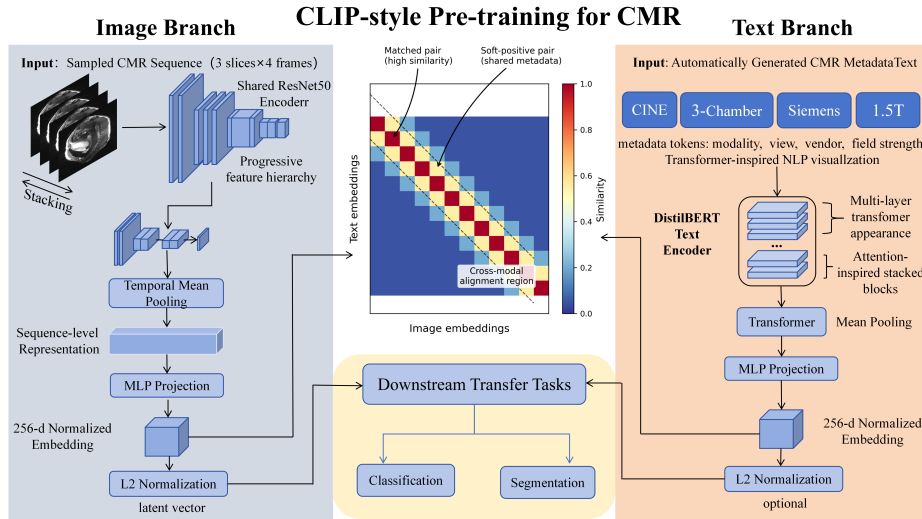 CLIP-style Pre-training for CMR
Image Branch
Input: Sampled CMR Sequence (3 slices×4 frames)
Shared ResNet50
Encoderr
Progressive
feature hierarchy
Stacking
Temporal Mean
Pooling
Sequence-level
Representation
MLP Projection
256-d Normalized
Embedding
L2 Normalization
latent vector
Matched pair
(high similarity)
Soft-positive pair
(shared metadata)
Text embeddings
Cross-modal
alignment region
Image embeddings
1.0
0.8
0.6
0.4
0.2
0.0
Similarity
Downstream Transfer Tasks
Classification
Segmentation
Text Branch
Input: Automatically Generated CMR MetadataText
CINE
3-Chamber
Siemens
1.5T
metadata tokens: modality, view, vendor, field strength
Transformer-inspired NLP visuallzation
DistilBERT
Text
Encoder
...
Multi-layer
transfomer
appearance
Attention-
inspired stacked
blocks
Transformer
Mean Pooling
MLP Projection
256-d Normalized
Embedding
L2 Normalization
optional